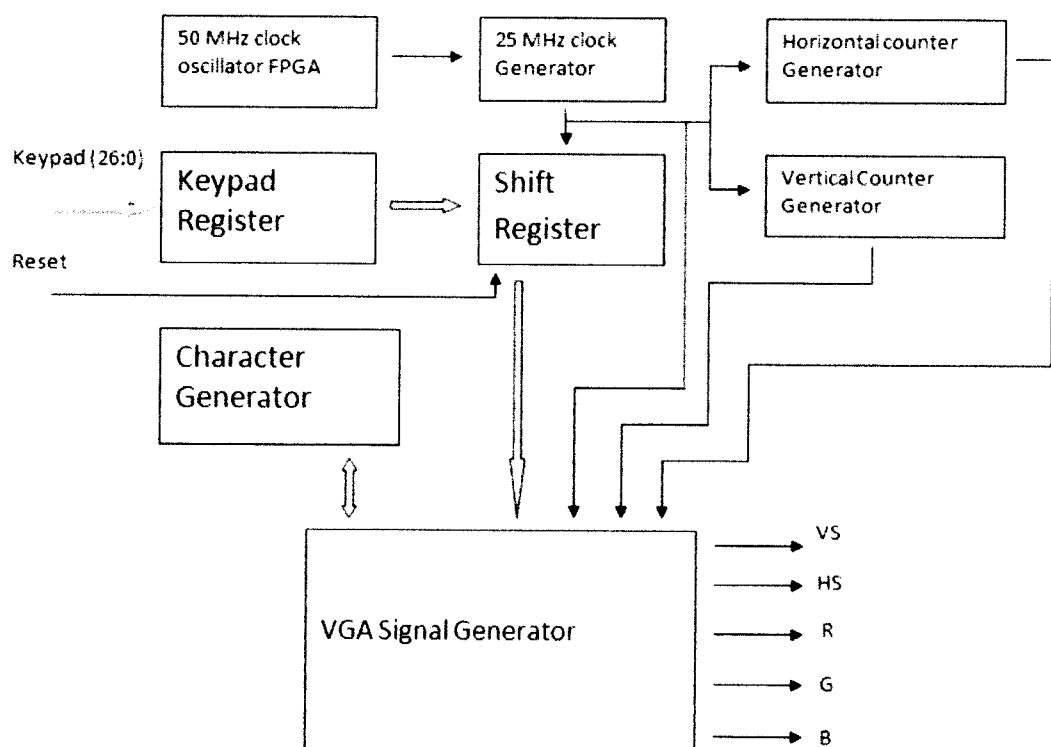 50 MHz clock
oscillator FPGA
25 MHz clock
Generator
Horizontal counter
Generator
Keypad (26:0)
Keypad
Register
Shift
Register
Vertical Counter
Generator
Reset
Character
Generator
VGA Signal Generator
VS
HS
R
G
B